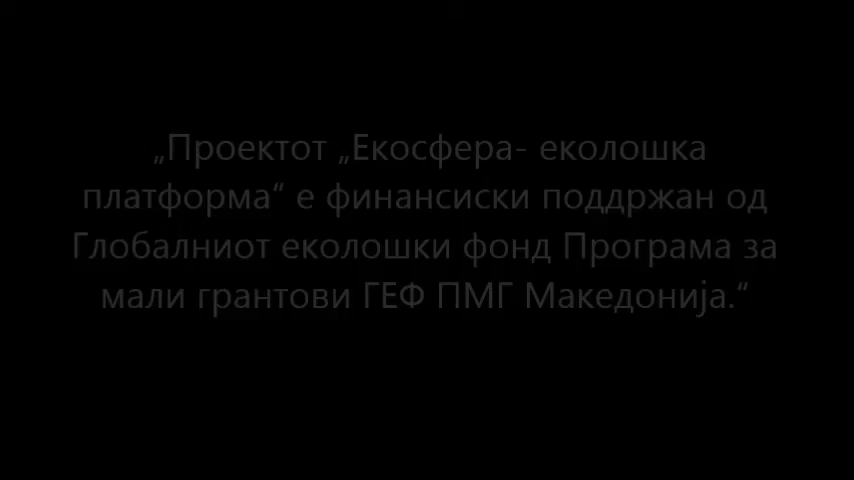 „Проектот „Екосфера- еколошка
платформа“ е финансиски поддржан од
Глобалниот еколошки фонд Програма за
мали грантови ГЕФ ПМГ Македонија.“